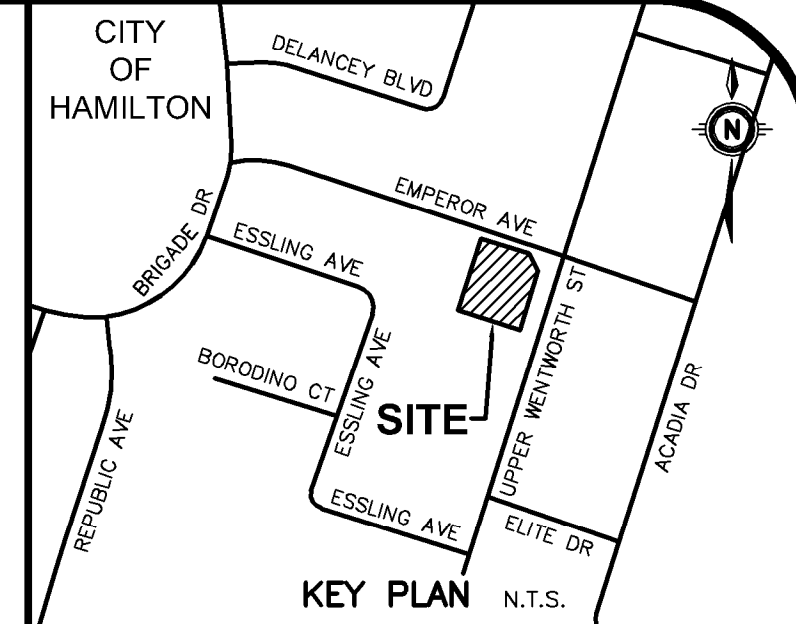 CITY
OF
HAMILTON
DELANCEY BLVD
N
EMPEROR AVE
BRIGADE DR
ESSLING AVE
UPPER WENTWORTH ST
BORODINO CT
ESSLING AVE
SITE
ACADIA DR
REPUBLIC AVE
ESSLING AVE
ELITE DR
KEY PLAN
N.T.S.